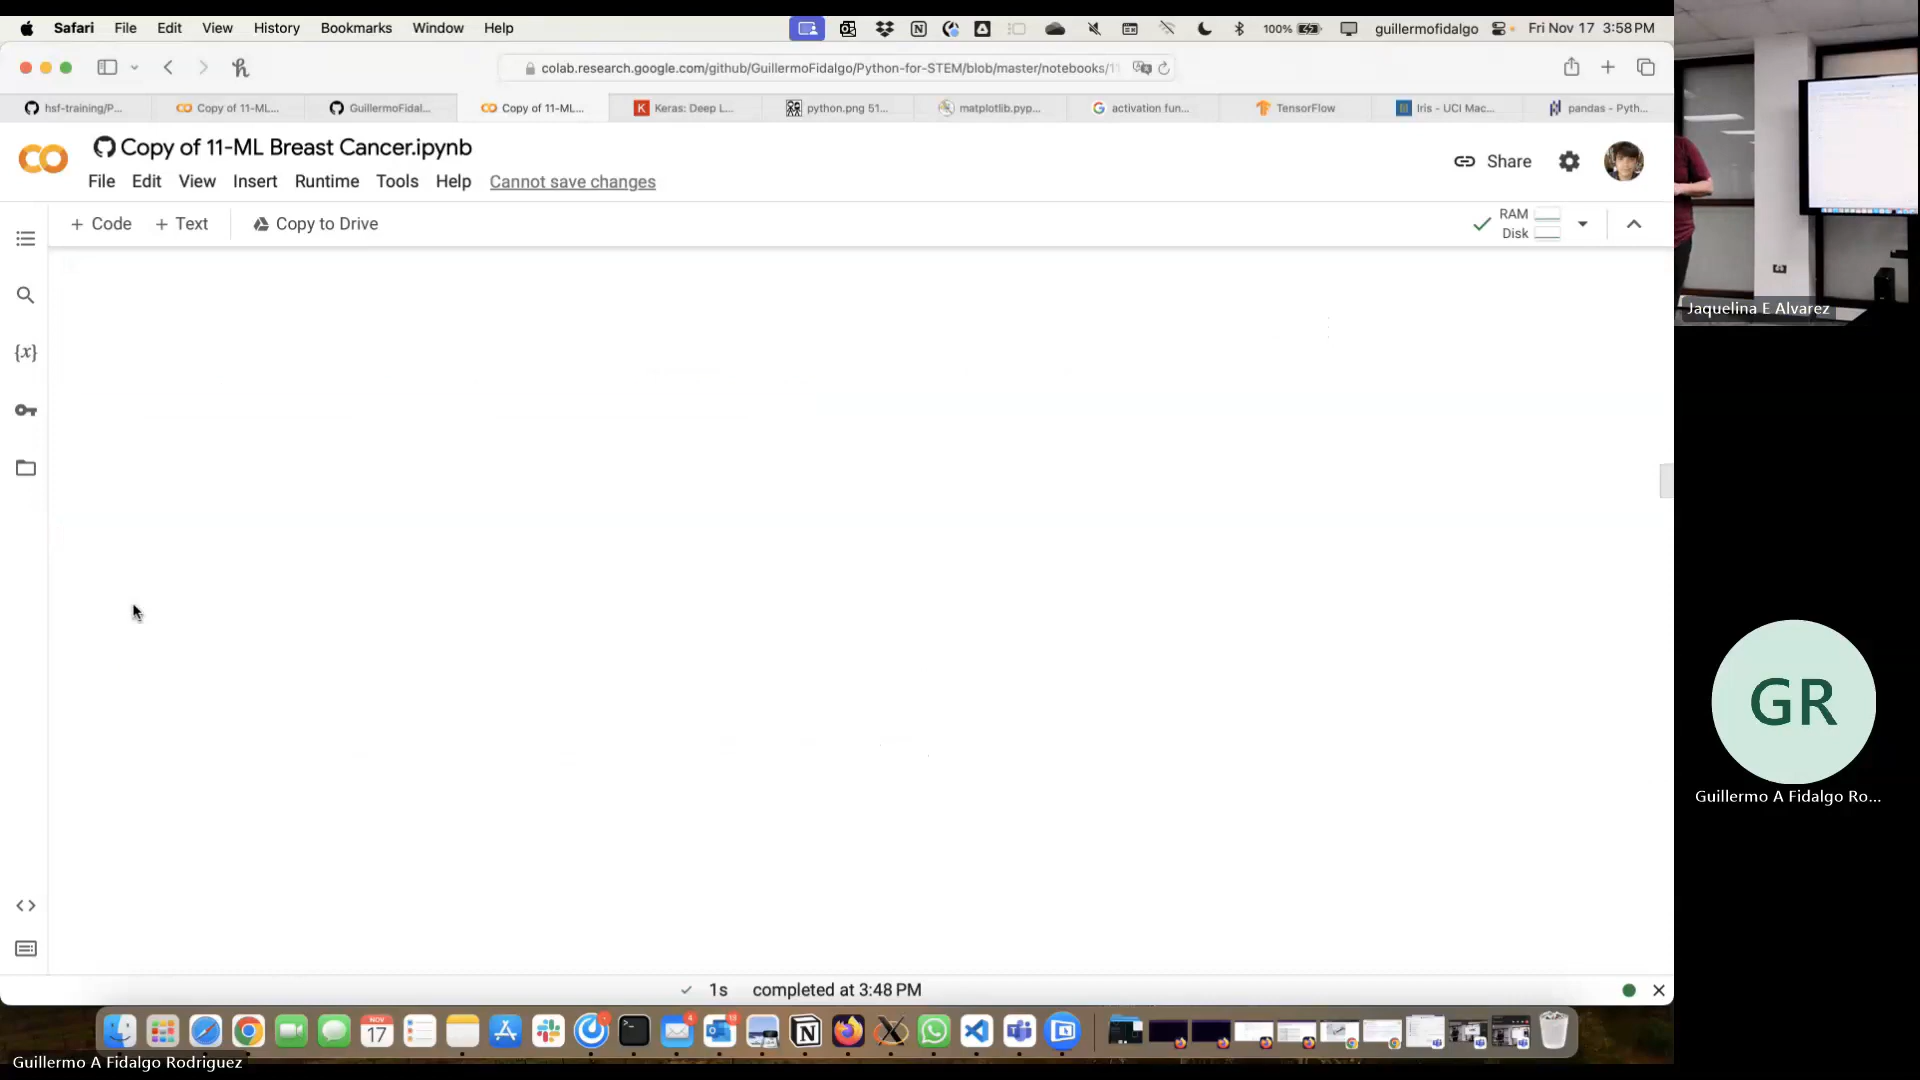 Safari File Edit View History Bookmarks Window Help
100% guillermofidalgo Fri Nov 17 3:58 PM
colab.research.google.com/github/GuillermoFidalgo/Python-for-STEM/blob/master/notebooks/1
hsf-training/P... Copy of 11-ML... GuillermoFidal... Copy of 11-ML... Keras: Deep L... python.png 51... matplotlib.pyp... activation fun... TensorFlow Iris - UCI Mac... pandas - Pyth...
Copy of 11-ML Breast Cancer.ipynb
Share
File Edit View Insert Runtime Tools Help Cannot save changes
+ Code + Text Copy to Drive
RAM
Disk
{x}
Jaquelina E Alvarez
GR
Guillermo A Fidalgo Ro...
1s completed at 3:48 PM
NOV
17
Guillermo A Fidalgo Rodriguez